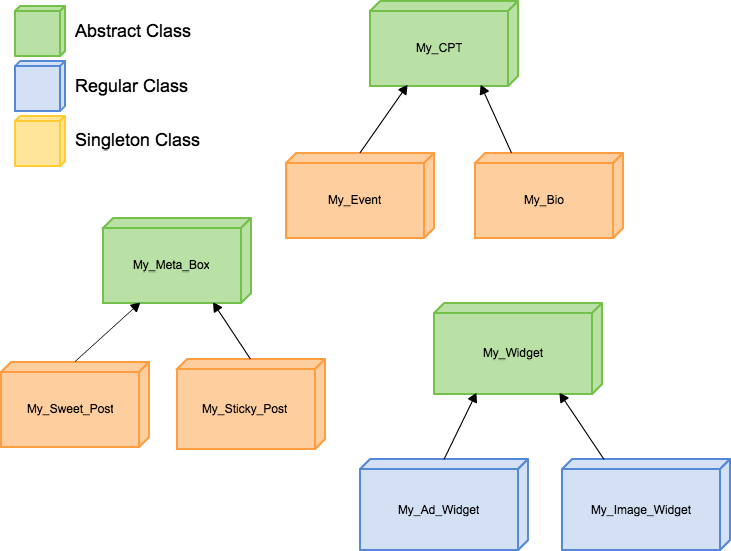 Abstract Class
Regular Class
Singleton Class
My_CPT
My_Event
My_Bio
My_Meta_Box
My_Sweet_Post
My_Sticky_Post
My_Widget
My_Ad_Widget
My_Image_Widget